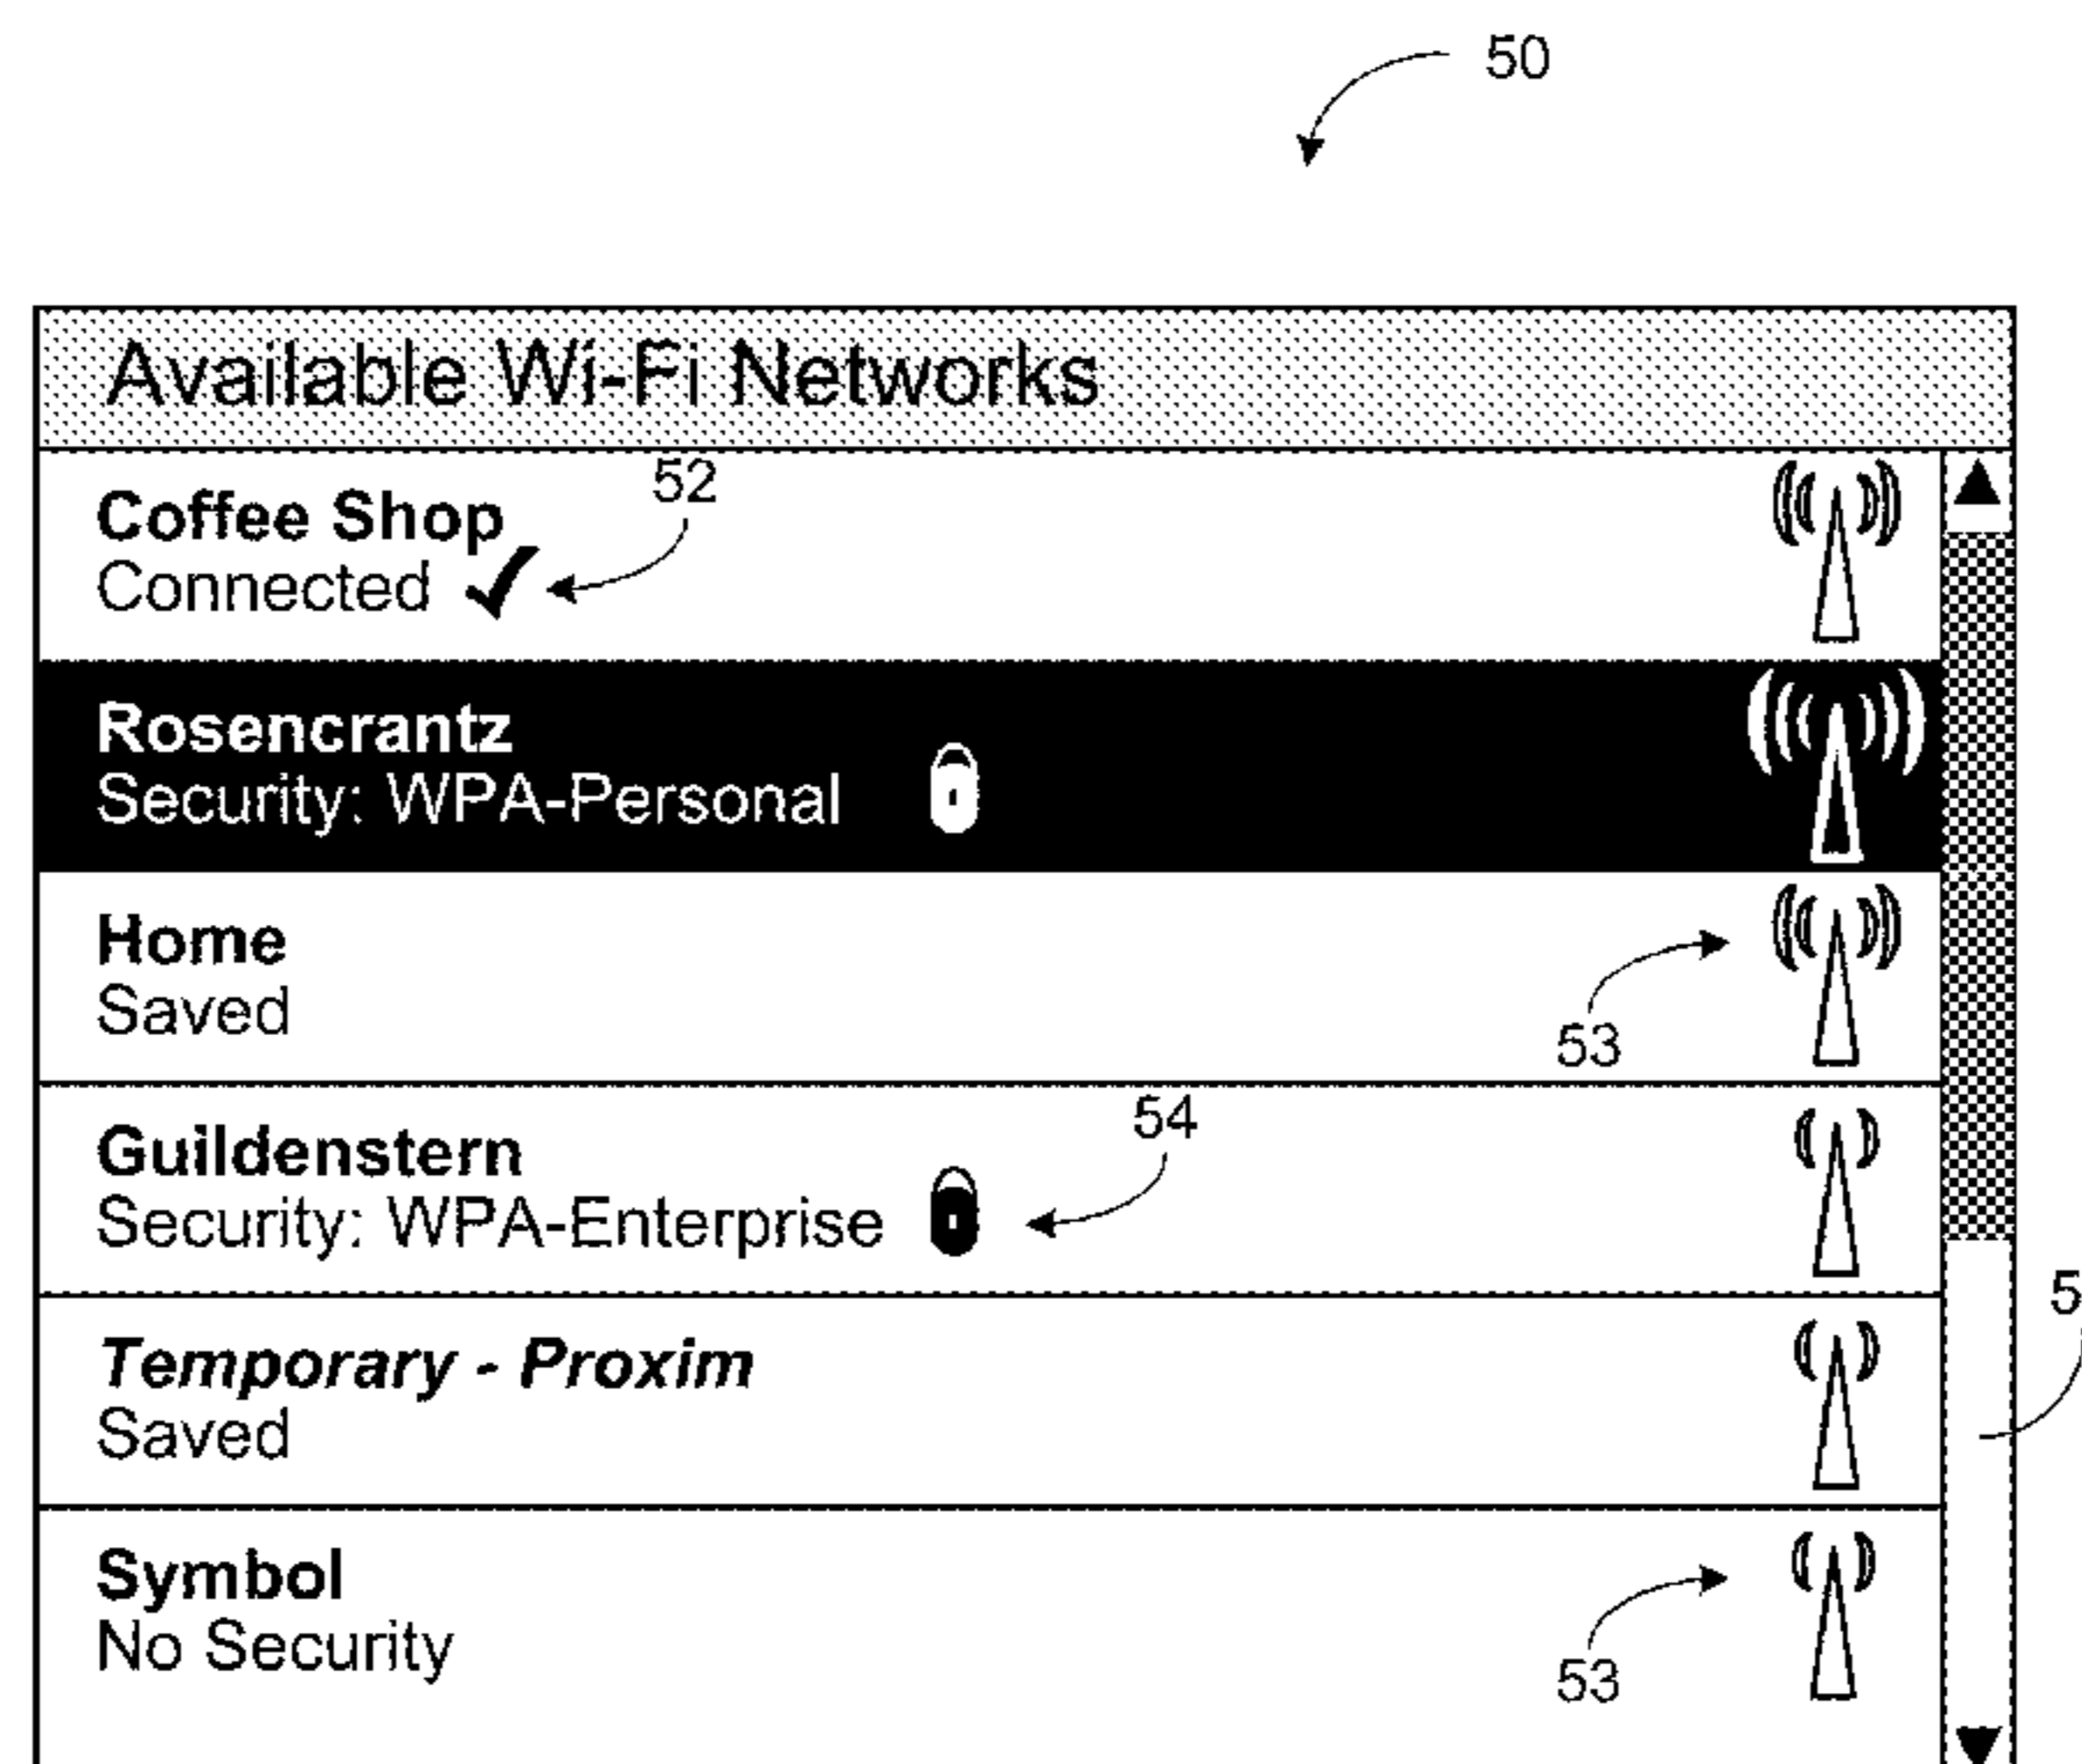 50
Available Wi-Fi Networks
52
Coffee Shop
Connected
Rosencrantz
Security: WPA-Personal
Home
Saved
53
54
Guildenstern
Security: WPA-Enterprise
Temporary - Proxim
Saved
Symbol
No Security
53